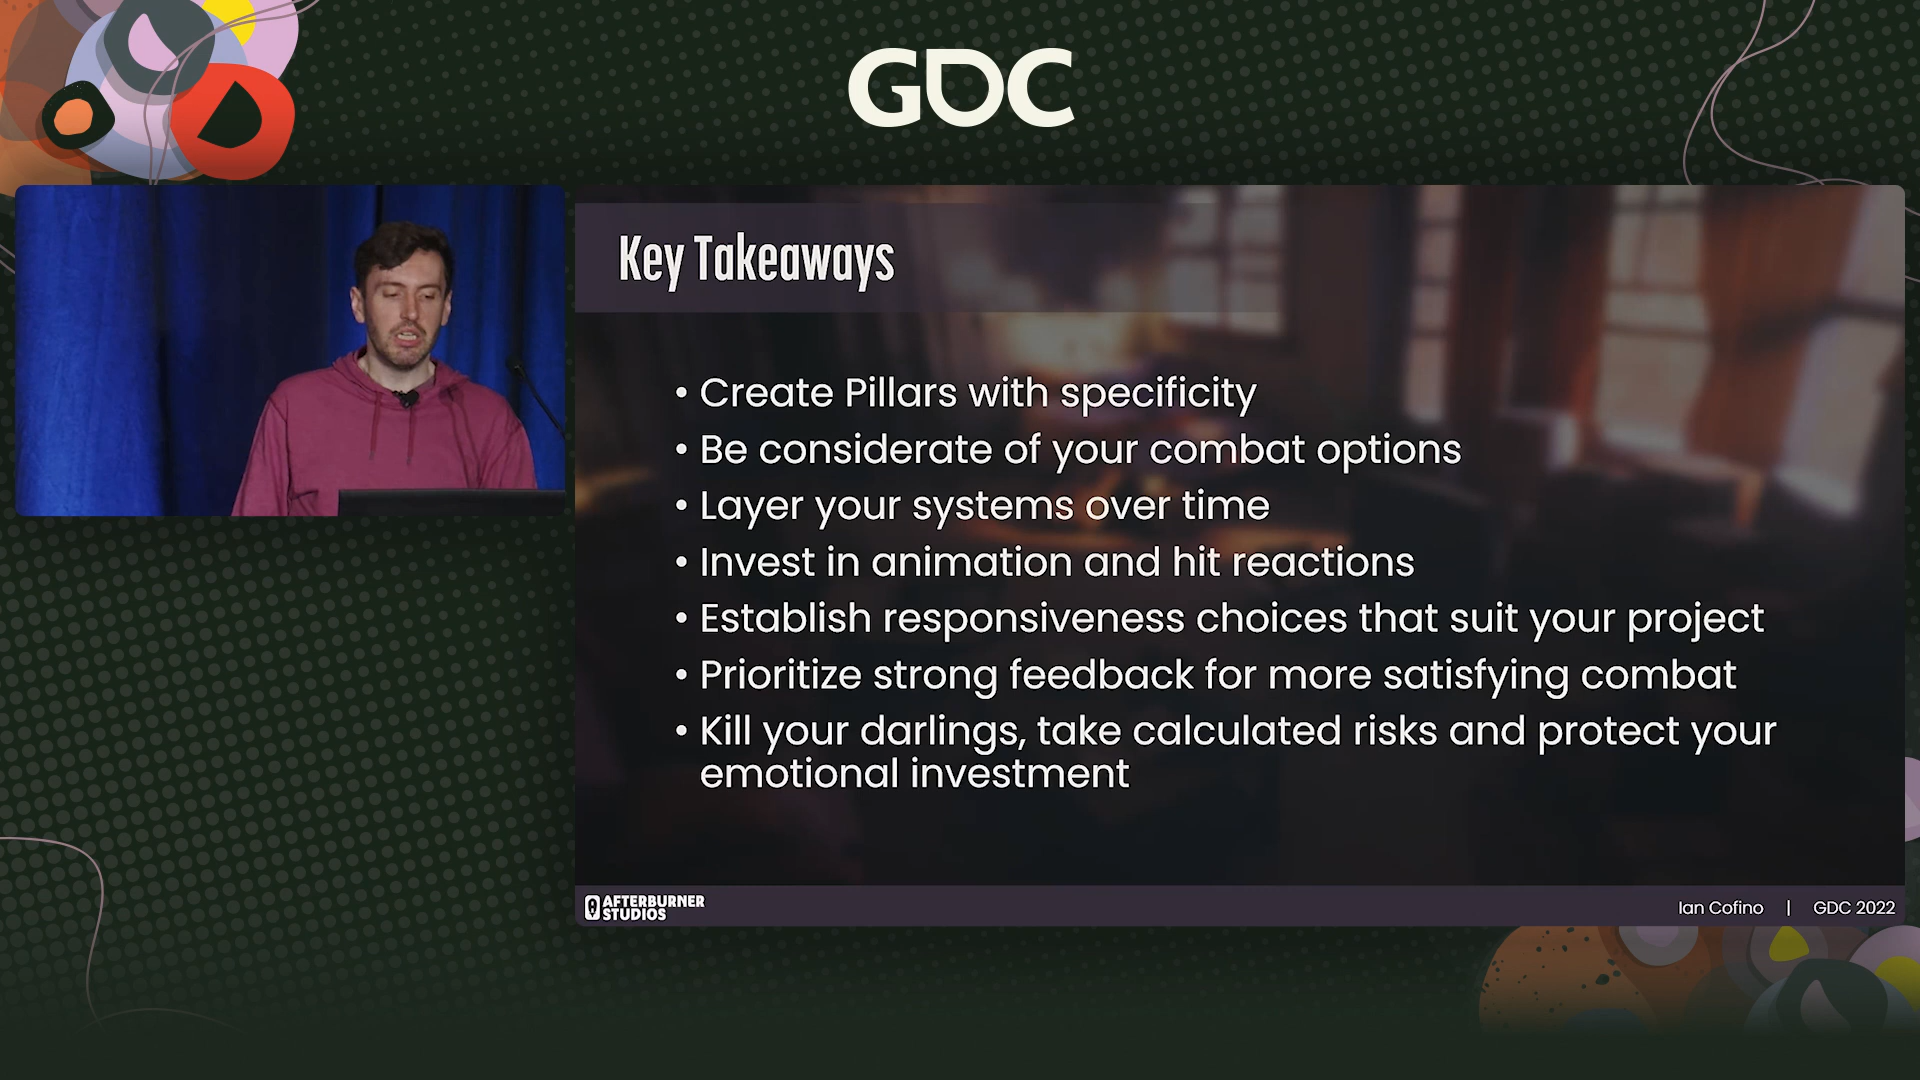 GDC
Key Takeaways
• Create Pillars with specificity
• Be considerate of your combat options
• Layer your systems over time
• Invest in animation and hit reactions
• Establish responsiveness choices that suit your project
• Prioritize strong feedback for more satisfying combat
• Kill your darlings, take calculated risks and protect your
emotional investment
AFTERBURNER
STUDIOS
Ian Cofino | GDC 2022